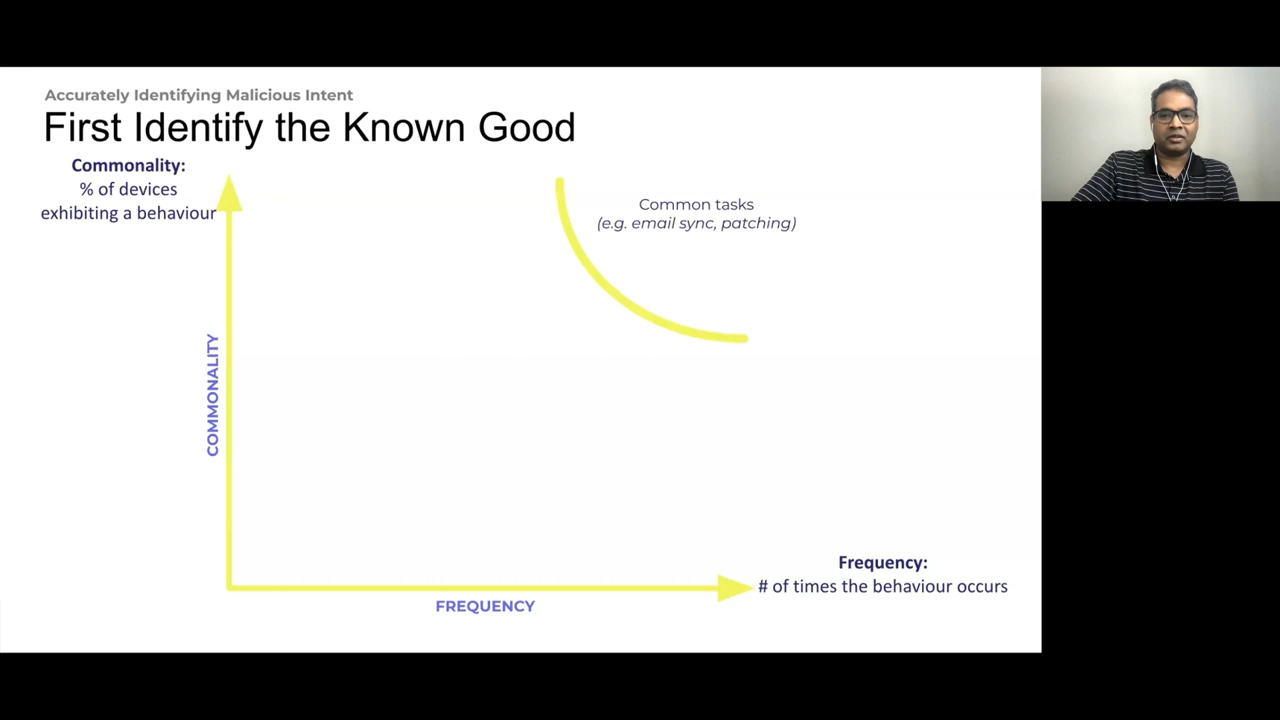 Accurately Identifying Malicious Intent
First Identify the Known Good
Commonality:
% of devices
exhibiting a behaviour
Common tasks
(e.g. email sync, patching)
COMMONALITY
Frequency:
# of times the behaviour occurs
FREQUENCY